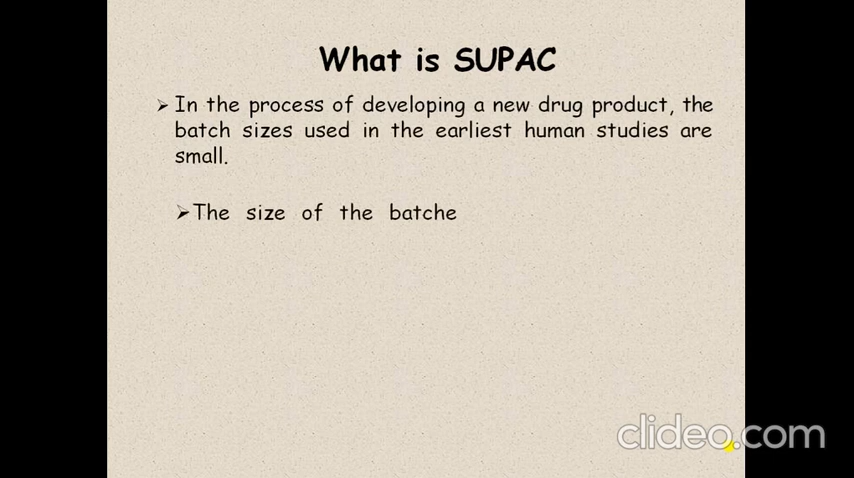 What is SUPAC
➢ In the process of developing a new drug product, the
batch sizes used in the earliest human studies are
small.
➢The size of the batche
clideo.com